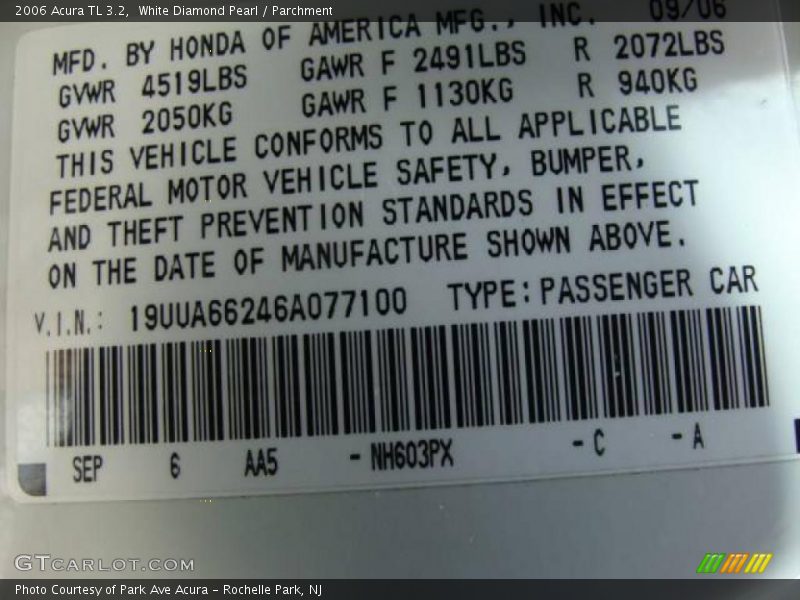 2006 Acura TL 3.2, White Diamond Pearl / Parchment
MFD. BY HONDA OF AMERICA MFG., INC. 09/06
GVWR 4519LBS GAWR F 2491LBS R 2072LBS
GVWR 2050KG GAWR F 1130KG R 940KG
THIS VEHICLE CONFORMS TO ALL APPLICABLE
FEDERAL MOTOR VEHICLE SAFETY, BUMPER,
AND THEFT PREVENTION STANDARDS IN EFFECT
ON THE DATE OF MANUFACTURE SHOWN ABOVE.
V.I.N.: 19UUA66246A077100 TYPE: PASSENGER CAR
SEP 6 AA5 - NH603PX - C - A
GTCARLOT.COM
Photo Courtesy of Park Ave Acura - Rochelle Park, NJ